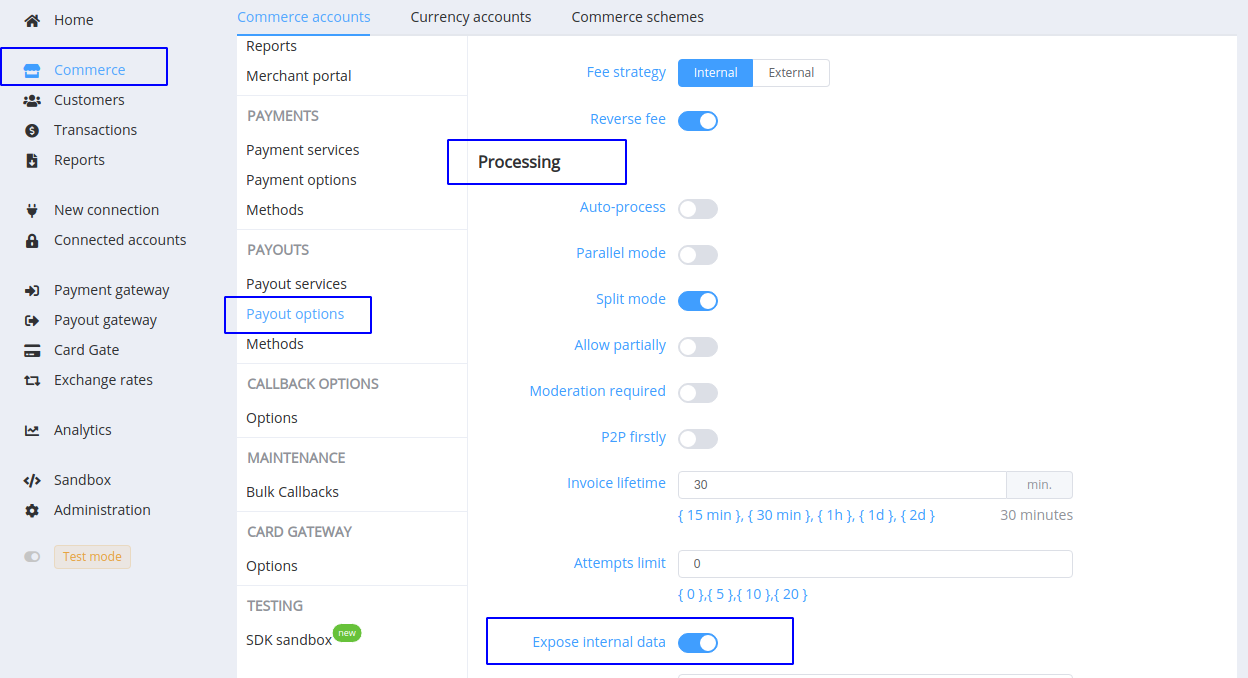 Home
Commerce
Customers
Transactions
Reports
New connection
Connected accounts
Payment gateway
Payout gateway
Card Gate
Exchange rates
Analytics
Sandbox
Administration
Test mode
Commerce accounts Currency accounts Commerce schemes
Reports
Merchant portal
PAYMENTS
Payment services
Payment options
Methods
PAYOUTS
Payout services
Payout options
Methods
CALLBACK OPTIONS
Options
MAINTENANCE
Bulk Callbacks
CARD GATEWAY
Options
TESTING
SDK sandbox new
Fee strategy Internal External
Reverse fee
Processing
Auto-process
Parallel mode
Split mode
Allow partially
Moderation required
P2P firstly
Invoice lifetime 30 min.
{ 15 min }, { 30 min }, { 1h }, { 1d }, { 2d } 30 minutes
Attempts limit 0
{ 0 },{ 5 },{ 10 },{ 20 }
Expose internal data